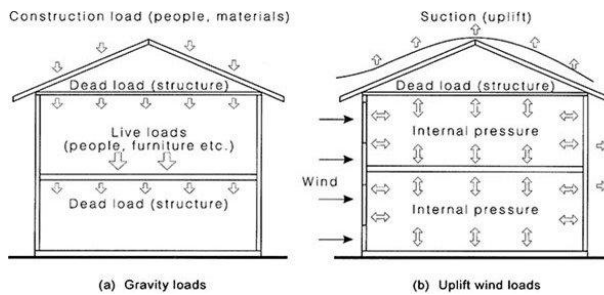 Construction load (people, materials)
Dead load (structure)
Live loads
(people, furniture etc.)
Dead load (structure)
(a) Gravity loads
Suction (uplift)
Dead load (structure)
Internal pressure
Wind
Internal pressure
(b) Uplift wind loads